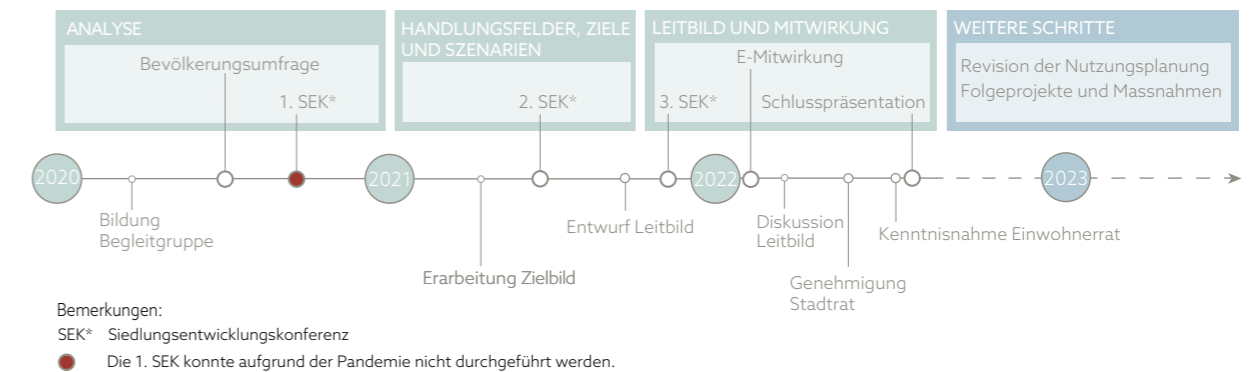 ANALYSE
Bevölkerungsumfrage
1. SEK*
HANDLUNGSFELDER, ZIELE
UND SZENARIEN
2. SEK*
LEITBILD UND MITWIRKUNG
E-Mitwirkung
3. SEK*
Schlusspräsentation
WEITERE SCHRITTE
Revision der Nutzungsplanung
Folgeprojekte und Massnahmen
2020
2021
2022
2023
Bildung
Begleitgruppe
Erarbeitung Zielbild
Entwurf Leitbild
Diskussion
Leitbild
Genehmigung
Stadtrat
Kenntnisnahme Einwohnerrat
Bemerkungen:
SEK* Siedlungsentwicklungskonferenz
Die 1. SEK konnte aufgrund der Pandemie nicht durchgeführt werden.